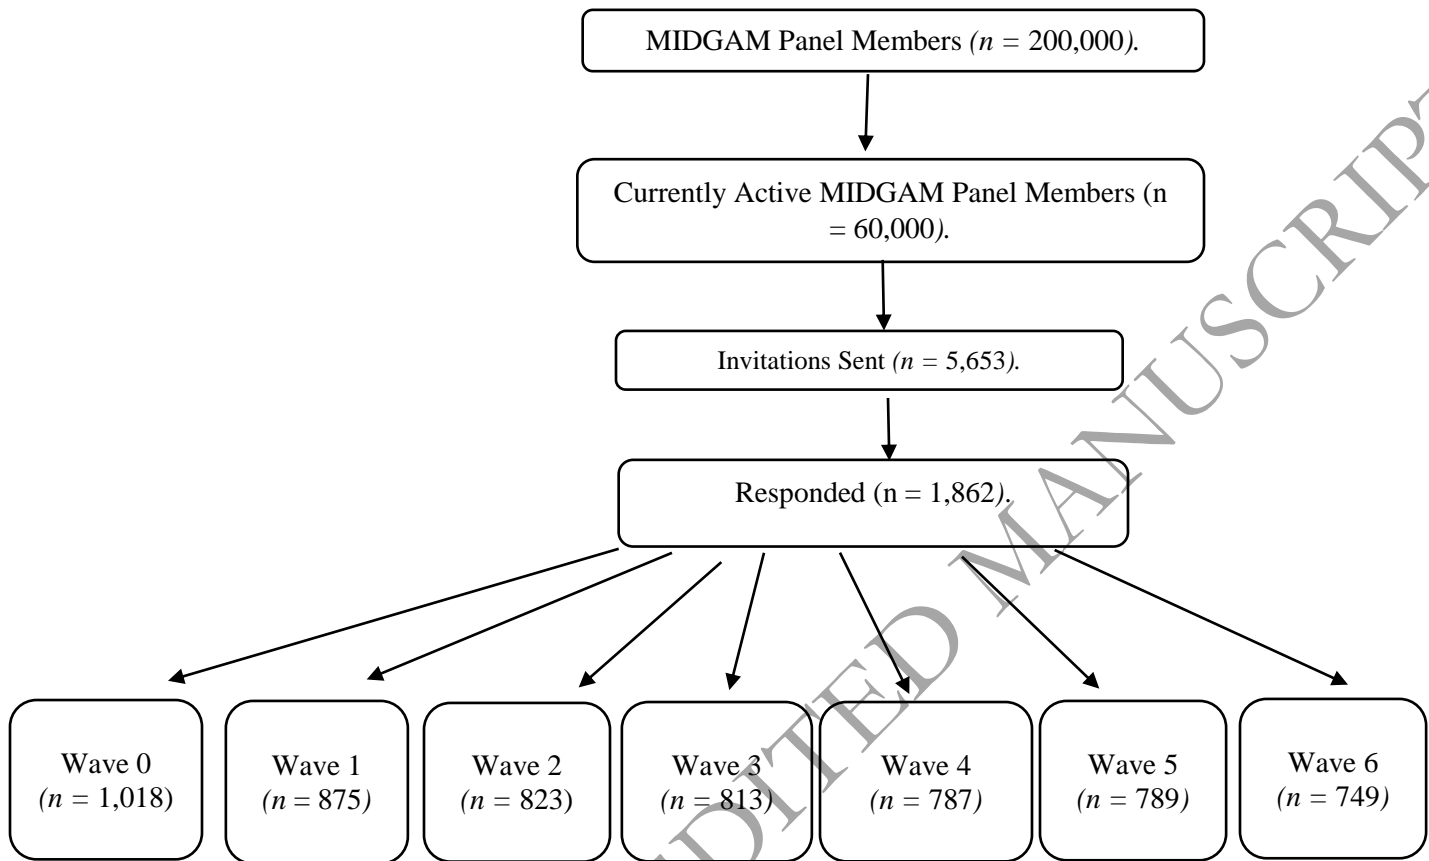 MIDGAM Panel Members (n = 200,000).
Currently Active MIDGAM Panel Members (n
= 60,000).
Invitations Sent (n = 5,653).
Responded (n = 1,862).
Wave 0
(n = 1,018)
Wave 1
(n = 875)
Wave 2
(n = 823)
Wave 3
(n = 813)
Wave 4
(n = 787)
Wave 5
(n = 789)
Wave 6
(n = 749)
EDITED MANUSCRIPT